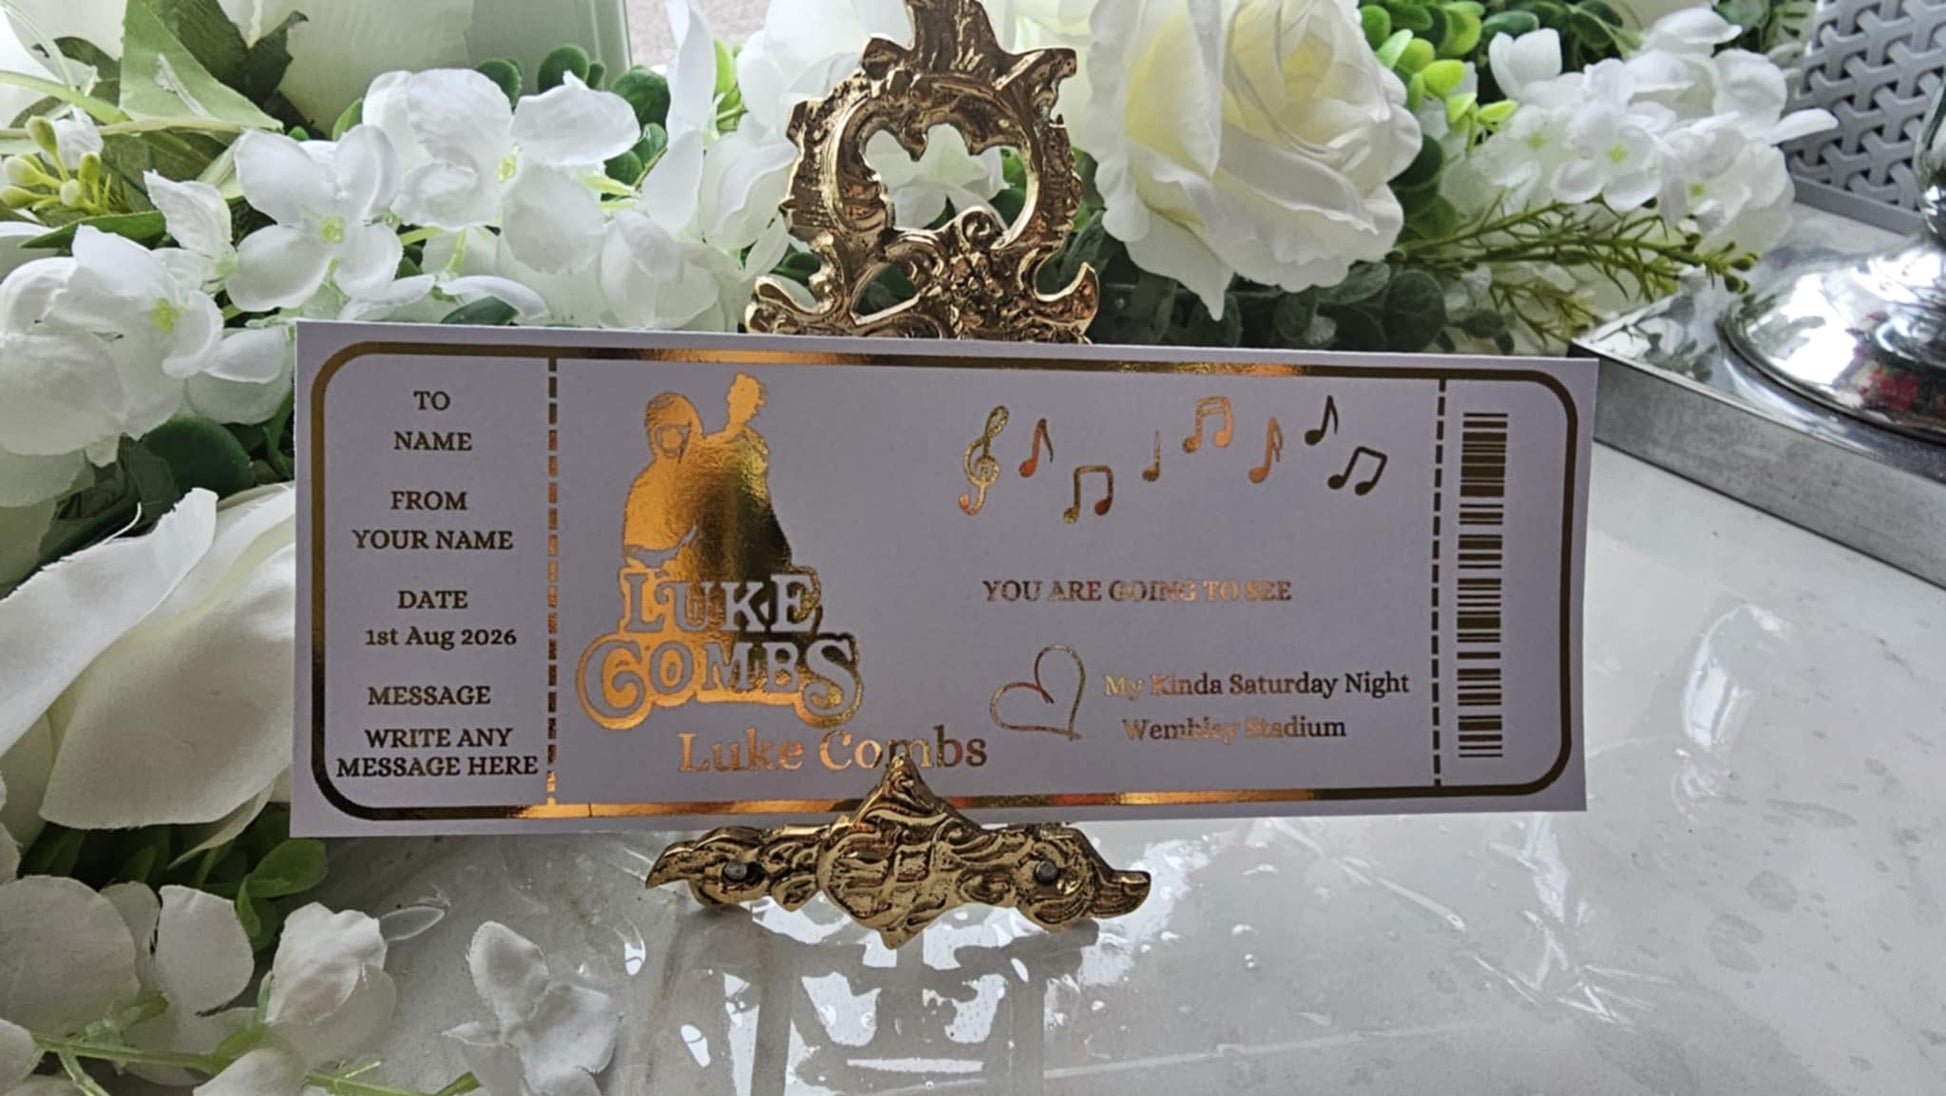 TO
NAME
FROM
YOUR NAME
DATE
1st Aug 2026
MESSAGE
WRITE ANY
MESSAGE HERE
LUKE
COMBS
Luke Combs
YOU ARE GOING TO SEE
My Kinda Saturday Night
Wembley Stadium